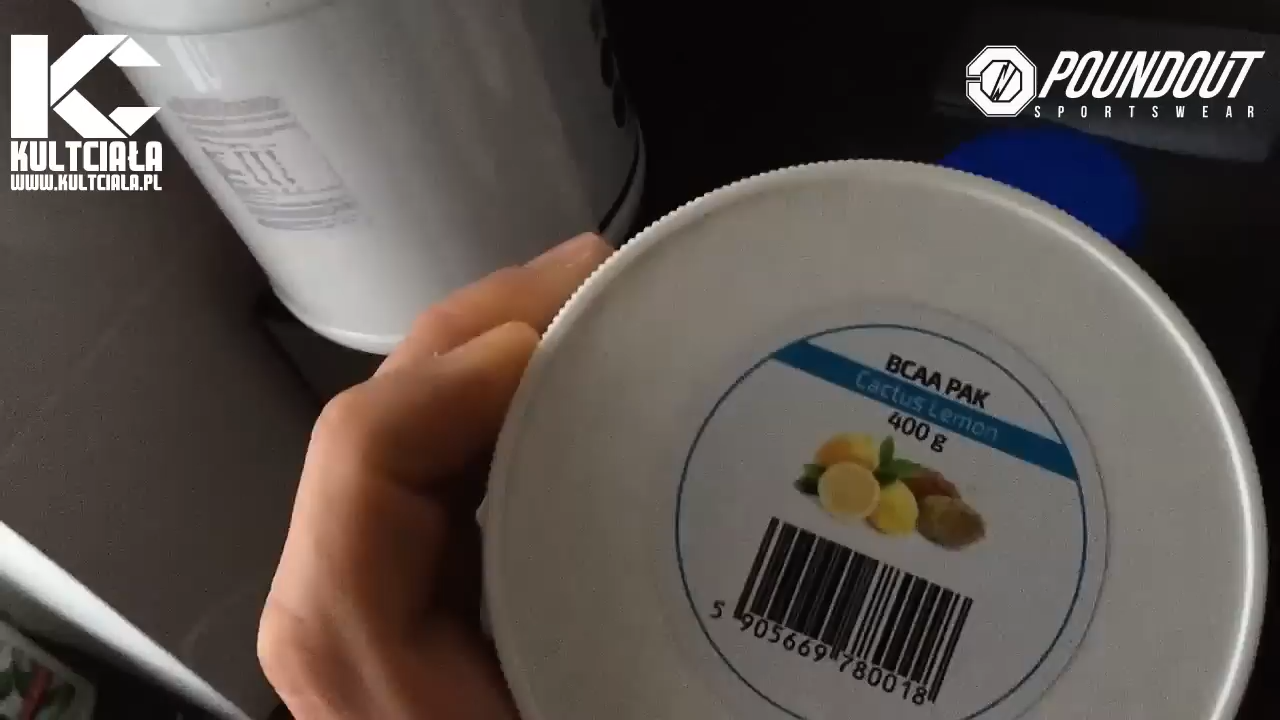 KULTCIAŁA
WWW.KULTCIALA.PL
POUNDOUT
SPORTSWEAR
BCAA PAK
Cactus Lemon
400 g
5 905669 780018